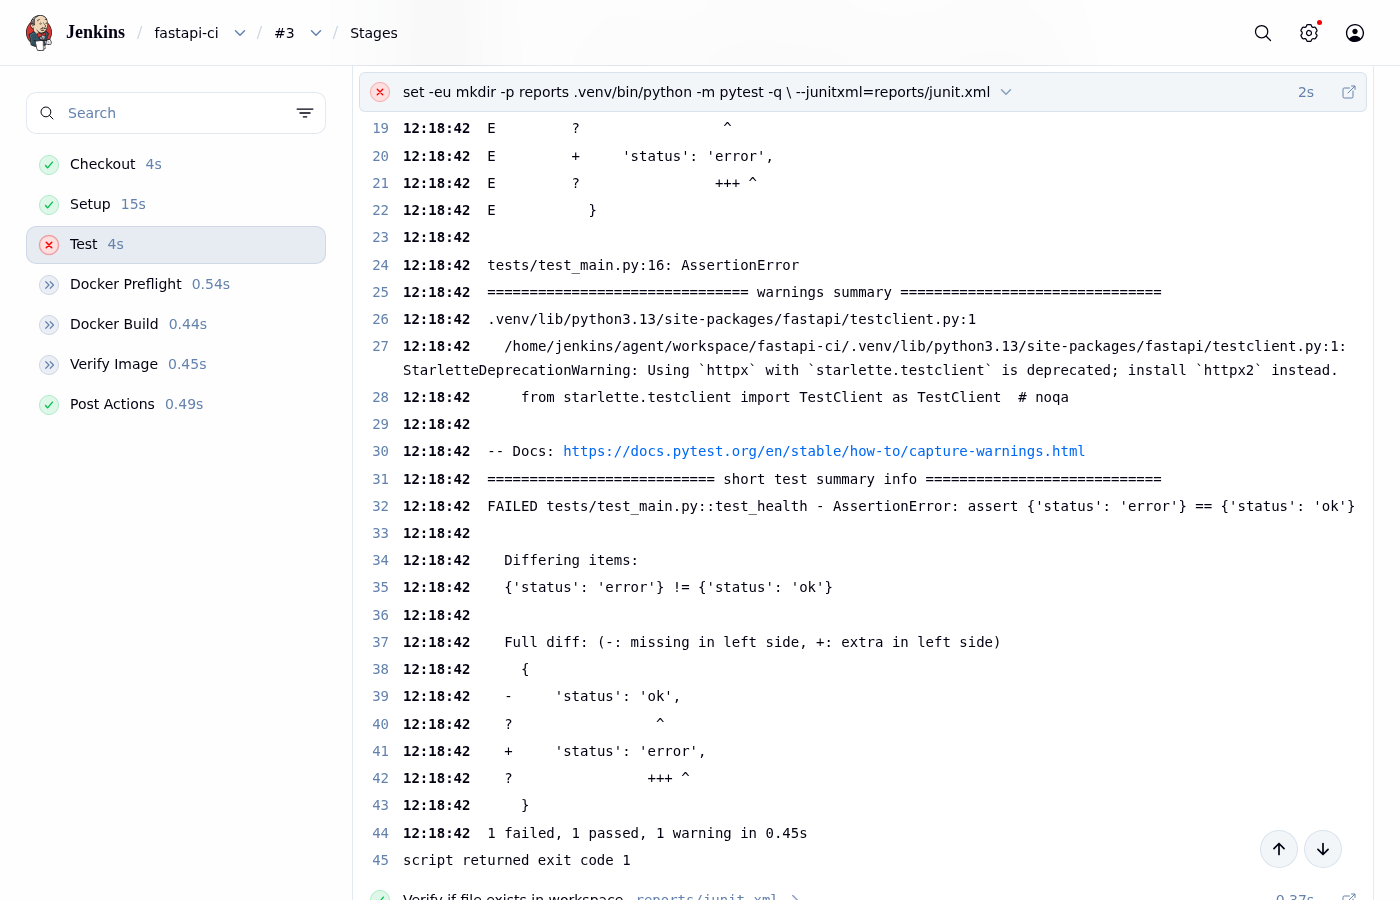 Jenkins / fastapi-ci / #3 / Stages
Search
Checkout 4s
Setup 15s
Test 4s
Docker Preflight 0.54s
Docker Build 0.44s
Verify Image 0.45s
Post Actions 0.49s
set -eu mkdir -p reports .venv/bin/python -m pytest -q \ --junitxml=reports/junit.xml 2s
19 12:18:42 E         ?                 ^
20 12:18:42 E         +     'status': 'error',
21 12:18:42 E         ?                +++ ^
22 12:18:42 E           }
23 12:18:42
24 12:18:42 tests/test_main.py:16: AssertionError
25 12:18:42 =============================== warnings summary ===============================
26 12:18:42 .venv/lib/python3.13/site-packages/fastapi/testclient.py:1
27 12:18:42   /home/jenkins/agent/workspace/fastapi-ci/.venv/lib/python3.13/site-packages/fastapi/testclient.py:1:
StarletteDeprecationWarning: Using `httpx` with `starlette.testclient` is deprecated; install `httpx2` instead.
28 12:18:42     from starlette.testclient import TestClient as TestClient  # noqa
29 12:18:42
30 12:18:42 -- Docs: https://docs.pytest.org/en/stable/how-to/capture-warnings.html
31 12:18:42 =========================== short test summary info ============================
32 12:18:42 FAILED tests/test_main.py::test_health - AssertionError: assert {'status': 'error'} == {'status': 'ok'}
33 12:18:42
34 12:18:42   Differing items:
35 12:18:42   {'status': 'error'} != {'status': 'ok'}
36 12:18:42
37 12:18:42   Full diff: (-: missing in left side, +: extra in left side)
38 12:18:42     {
39 12:18:42   -     'status': 'ok',
40 12:18:42   ?                 ^
41 12:18:42   +     'status': 'error',
42 12:18:42   ?                +++ ^
43 12:18:42     }
44 12:18:42 1 failed, 1 passed, 1 warning in 0.45s
45 script returned exit code 1
Verify if file exists in workspace reports/junit.xml 0.37s